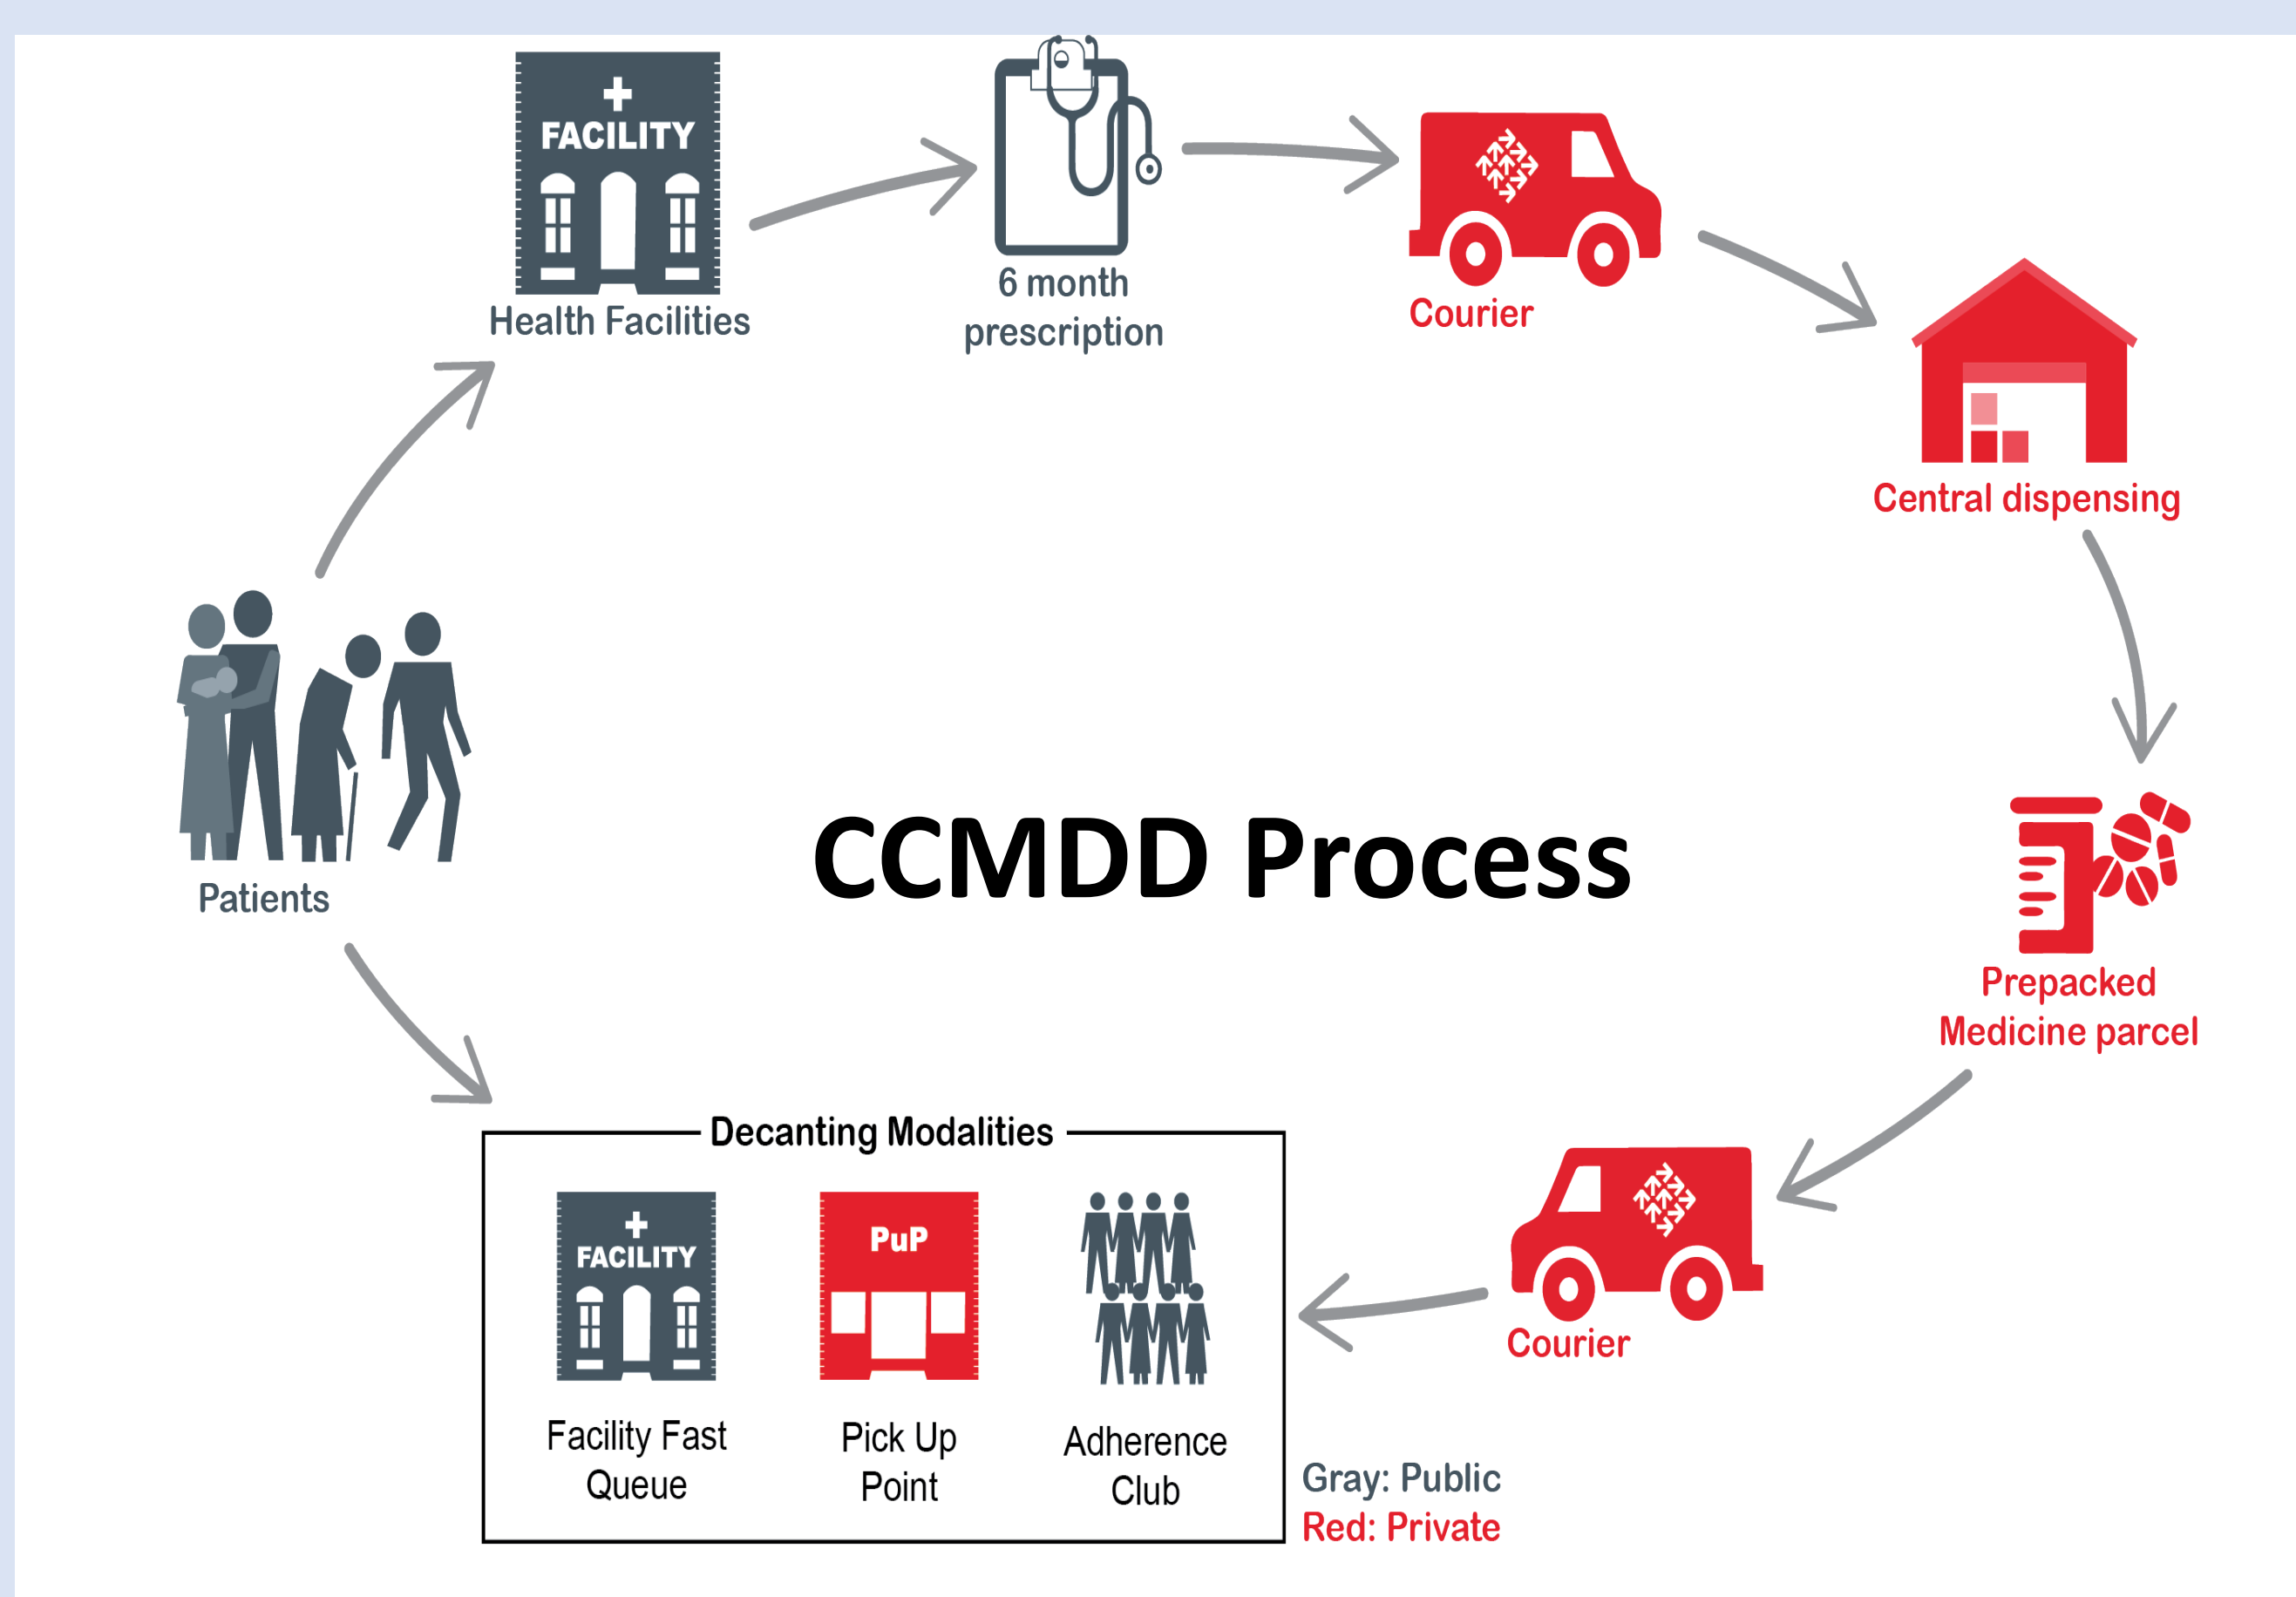 FACILITY
Health Facilities
6 month
prescription
Courier
Central dispensing
Patients
CCMDD Process
Prepacked
Medicine parcel
Courier
Decanting Modalities
FACILITY
PuP
Facility Fast
Queue
Pick Up
Point
Adherence
Club
Gray: Public
Red: Private